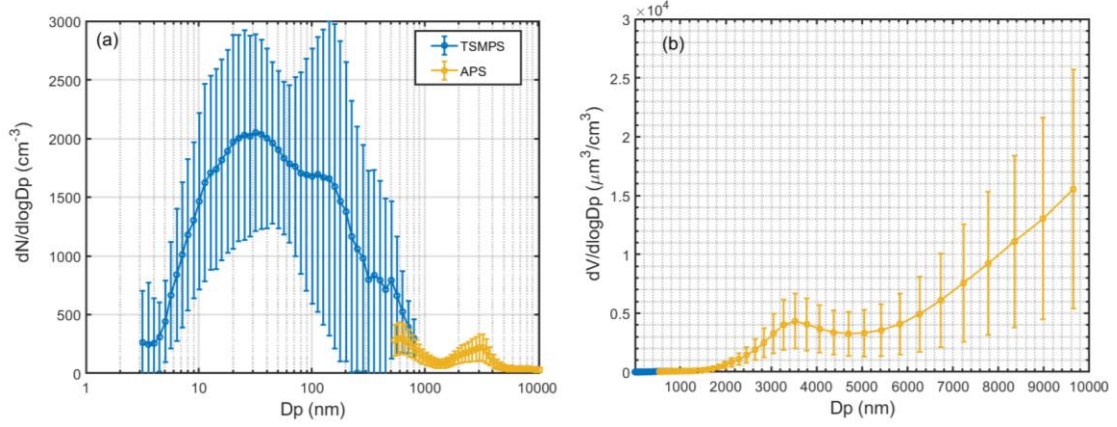 (a)
TSMPS
APS
3000
2500
2000
1500
1000
500
0
dN/dlogDp (cm⁻³)
1 10 100 1000 10000
Dp (nm)
×10⁴
(b)
3
2.5
2
1.5
1
0.5
0
dV/dlogDp (μm³/cm³)
1000 2000 3000 4000 5000 6000 7000 8000 9000 10000
Dp (nm)